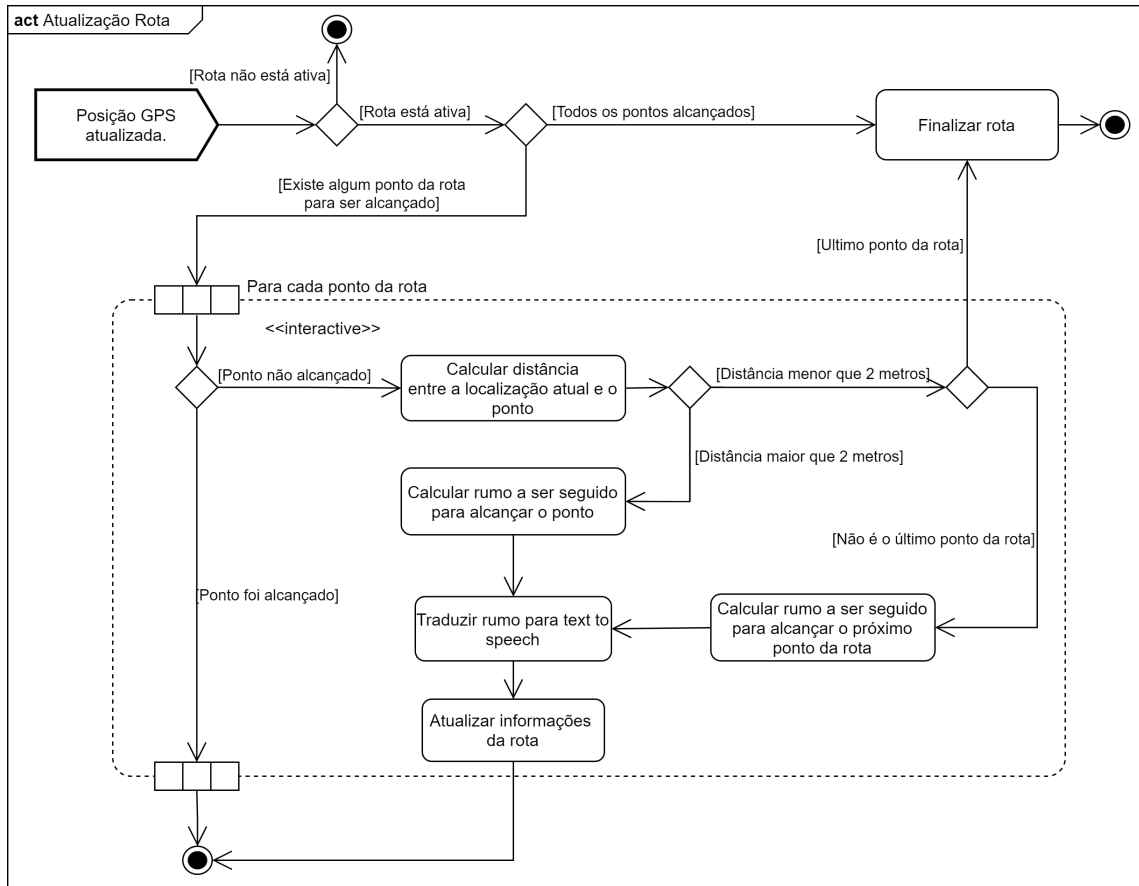 act Atualização Rota
[Rota não está ativa]
Posição GPS
atualizada.
[Rota está ativa]
[Todos os pontos alcançados]
Finalizar rota
[Existe algum ponto da rota
para ser alcançado]
[Ultimo ponto da rota]
Para cada ponto da rota
<<interactive>>
[Ponto não alcançado]
Calcular distância
entre a localização atual e o
ponto
[Distância menor que 2 metros]
[Distância maior que 2 metros]
Calcular rumo a ser seguido
para alcançar o ponto
[Não é o último ponto da rota]
[Ponto foi alcançado]
Traduzir rumo para text to
speech
Calcular rumo a ser seguido
para alcançar o próximo
ponto da rota
Atualizar informações
da rota